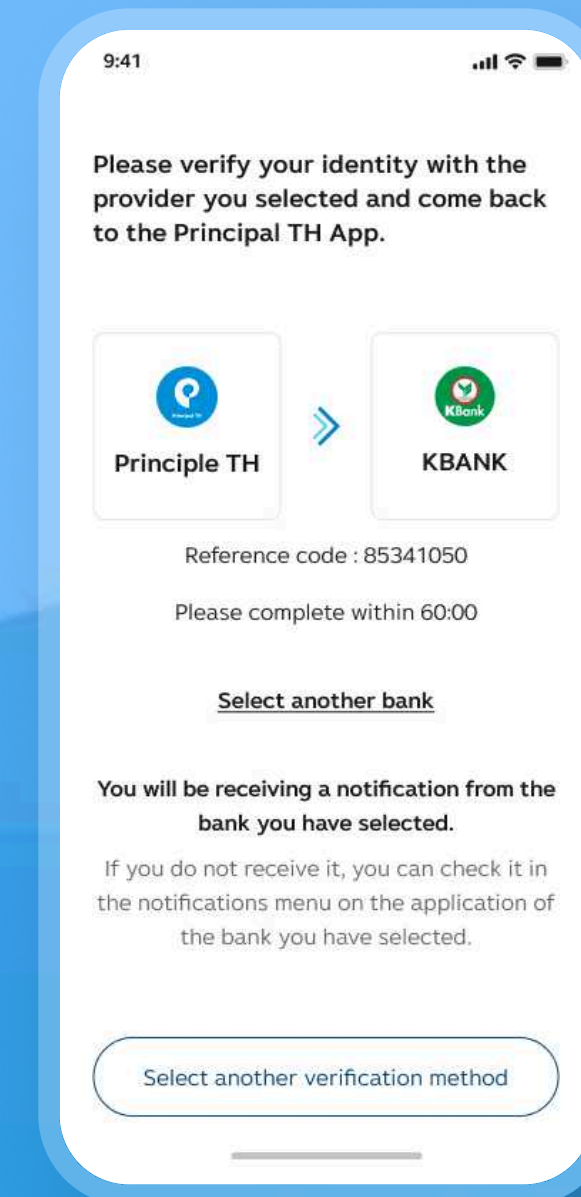 9:41
Please verify your identity with the
provider you selected and come back
to the Principal TH App.
Principal TH
KBank
Principle TH
KBANK
Reference code : 85341050
Please complete within 60:00
Select another bank
You will be receiving a notification from the
bank you have selected.
If you do not receive it, you can check it in
the notifications menu on the application of
the bank you have selected.
Select another verification method